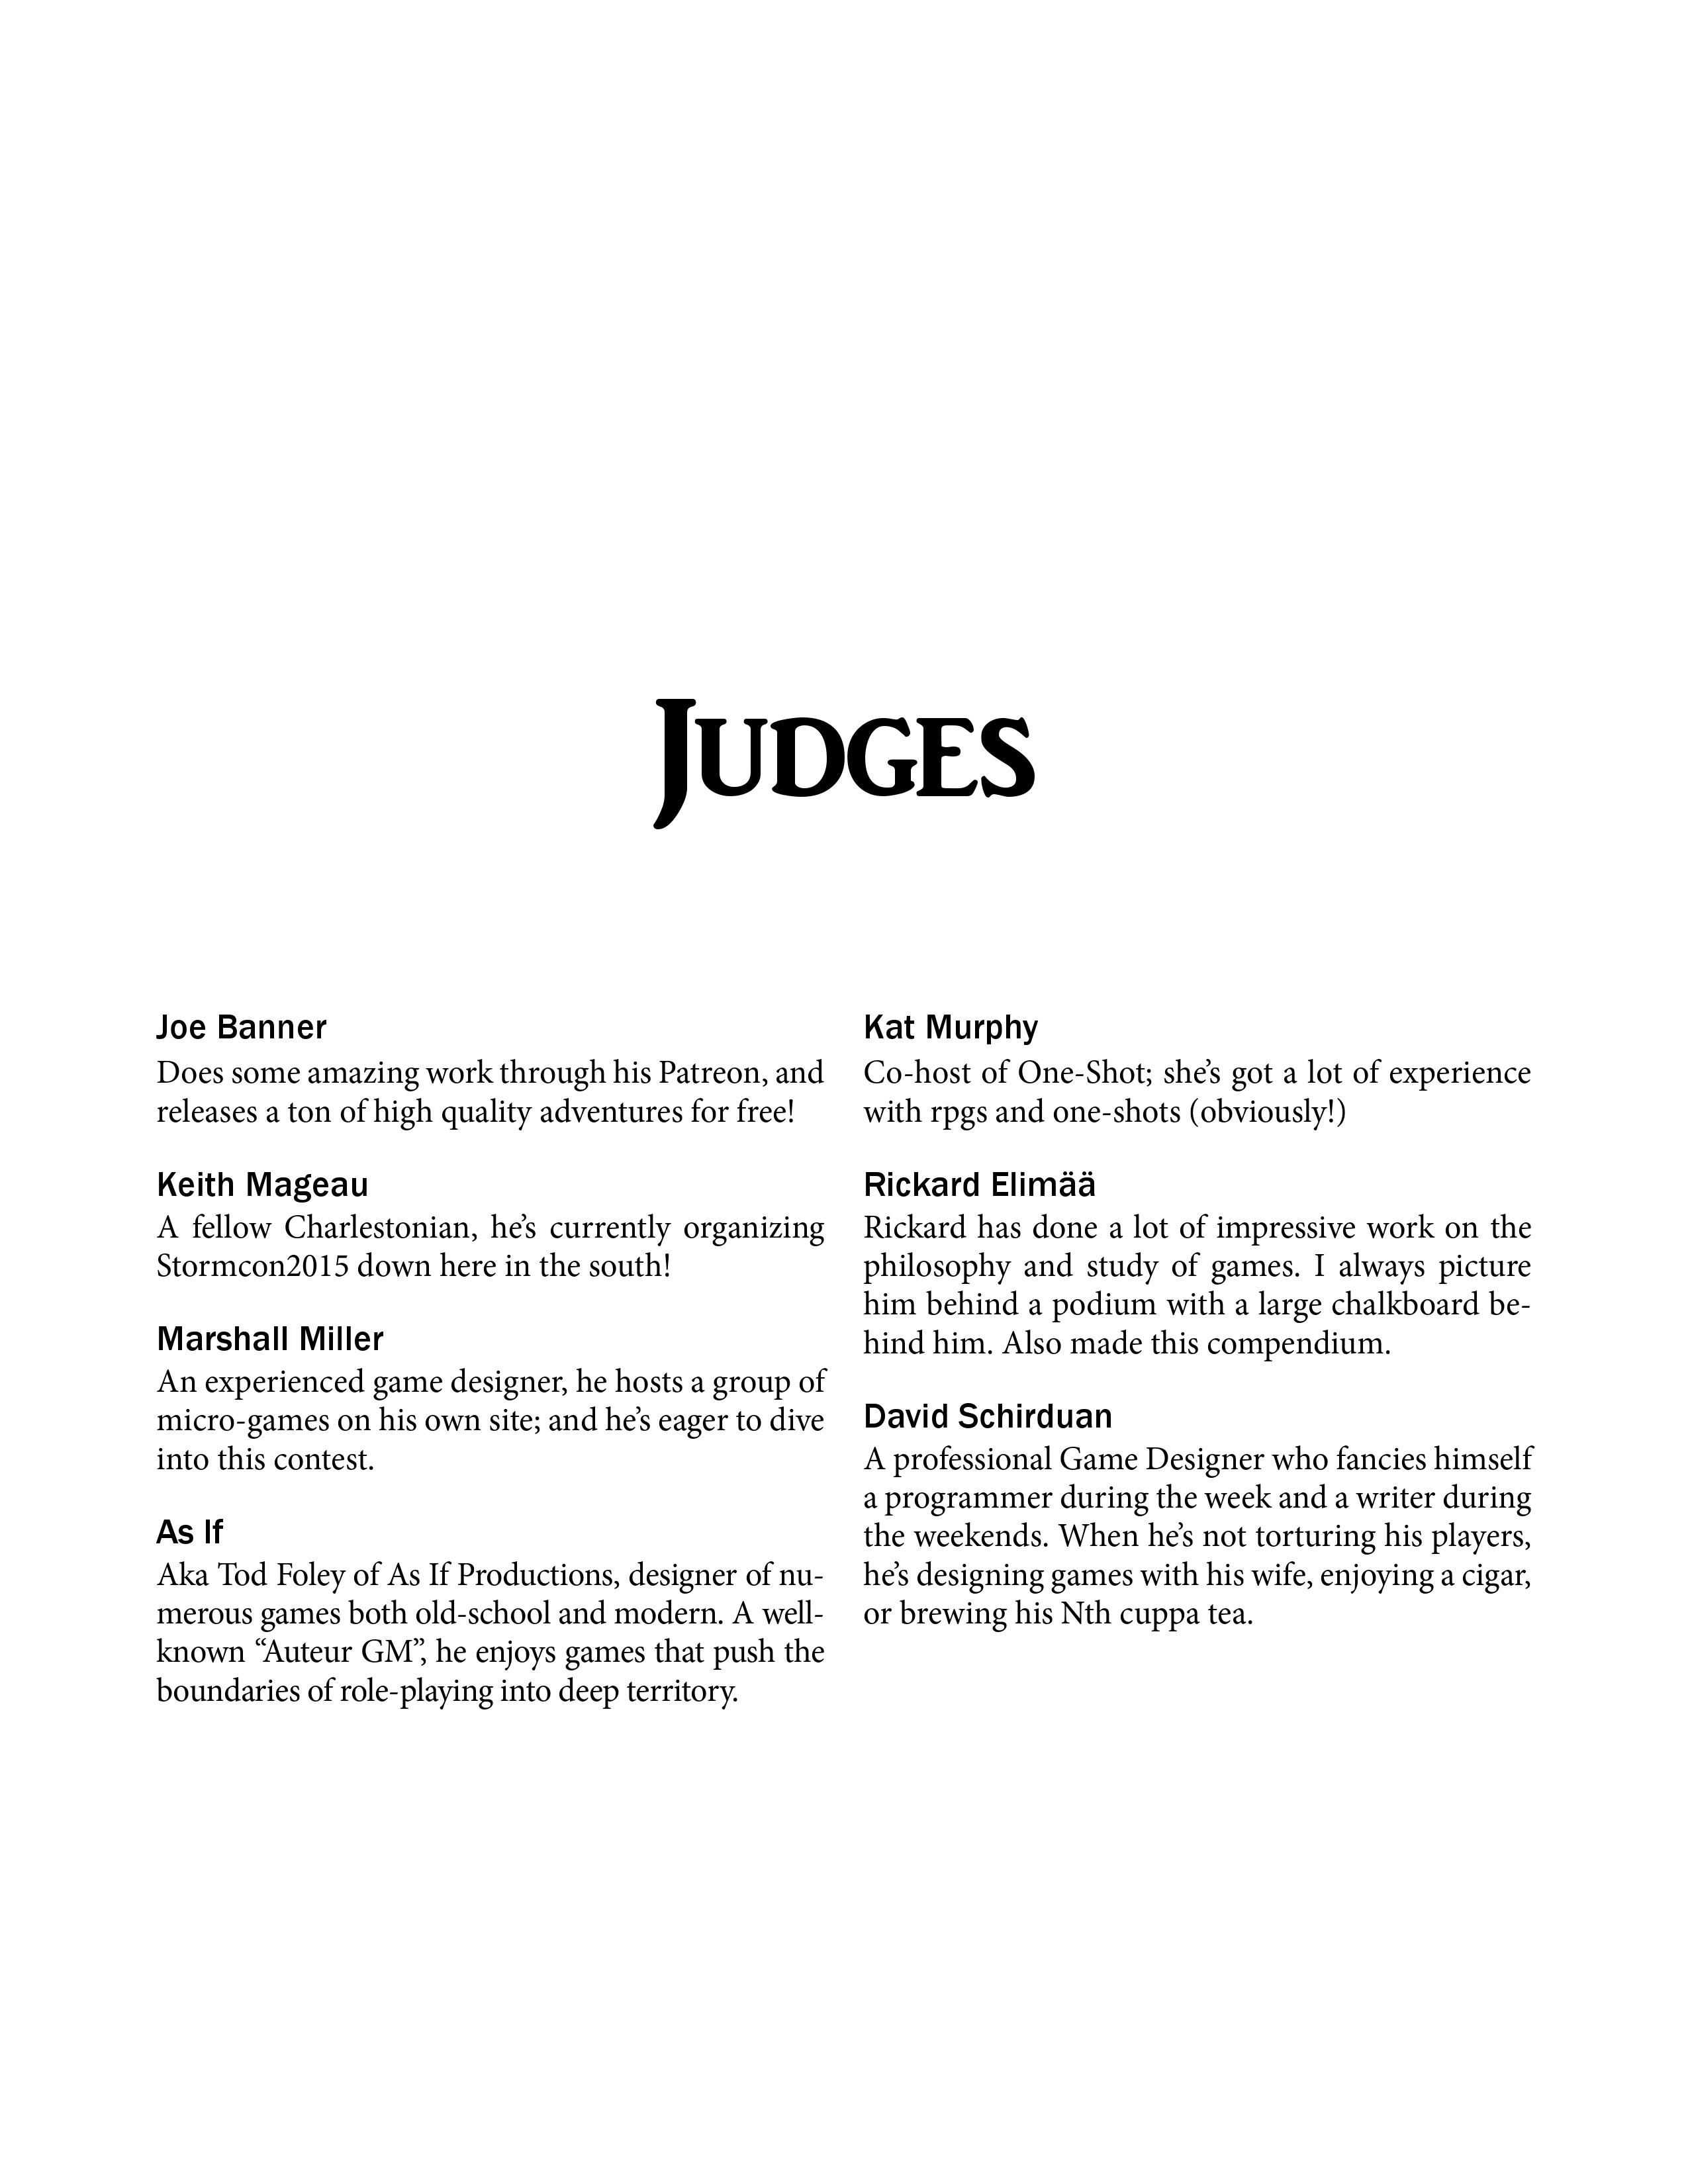 Judges
Joe Banner
Does some amazing work through his Patreon, and
releases a ton of high quality adventures for free!
Keith Mageau
A fellow Charlestonian, he’s currently organizing
Stormcon2015 down here in the south!
Marshall Miller
An experienced game designer, he hosts a group of
micro-games on his own site; and he’s eager to dive
into this contest.
As If
Aka Tod Foley of As If Productions, designer of nu-
merous games both old-school and modern. A well-
known “Auteur GM”, he enjoys games that push the
boundaries of role-playing into deep territory.
Kat Murphy
Co-host of One-Shot; she’s got a lot of experience
with rpgs and one-shots (obviously!)
Rickard Elimää
Rickard has done a lot of impressive work on the
philosophy and study of games. I always picture
him behind a podium with a large chalkboard be-
hind him. Also made this compendium.
David Schirduan
A professional Game Designer who fancies himself
a programmer during the week and a writer during
the weekends. When he’s not torturing his players,
he’s designing games with his wife, enjoying a cigar,
or brewing his Nth cuppa tea.